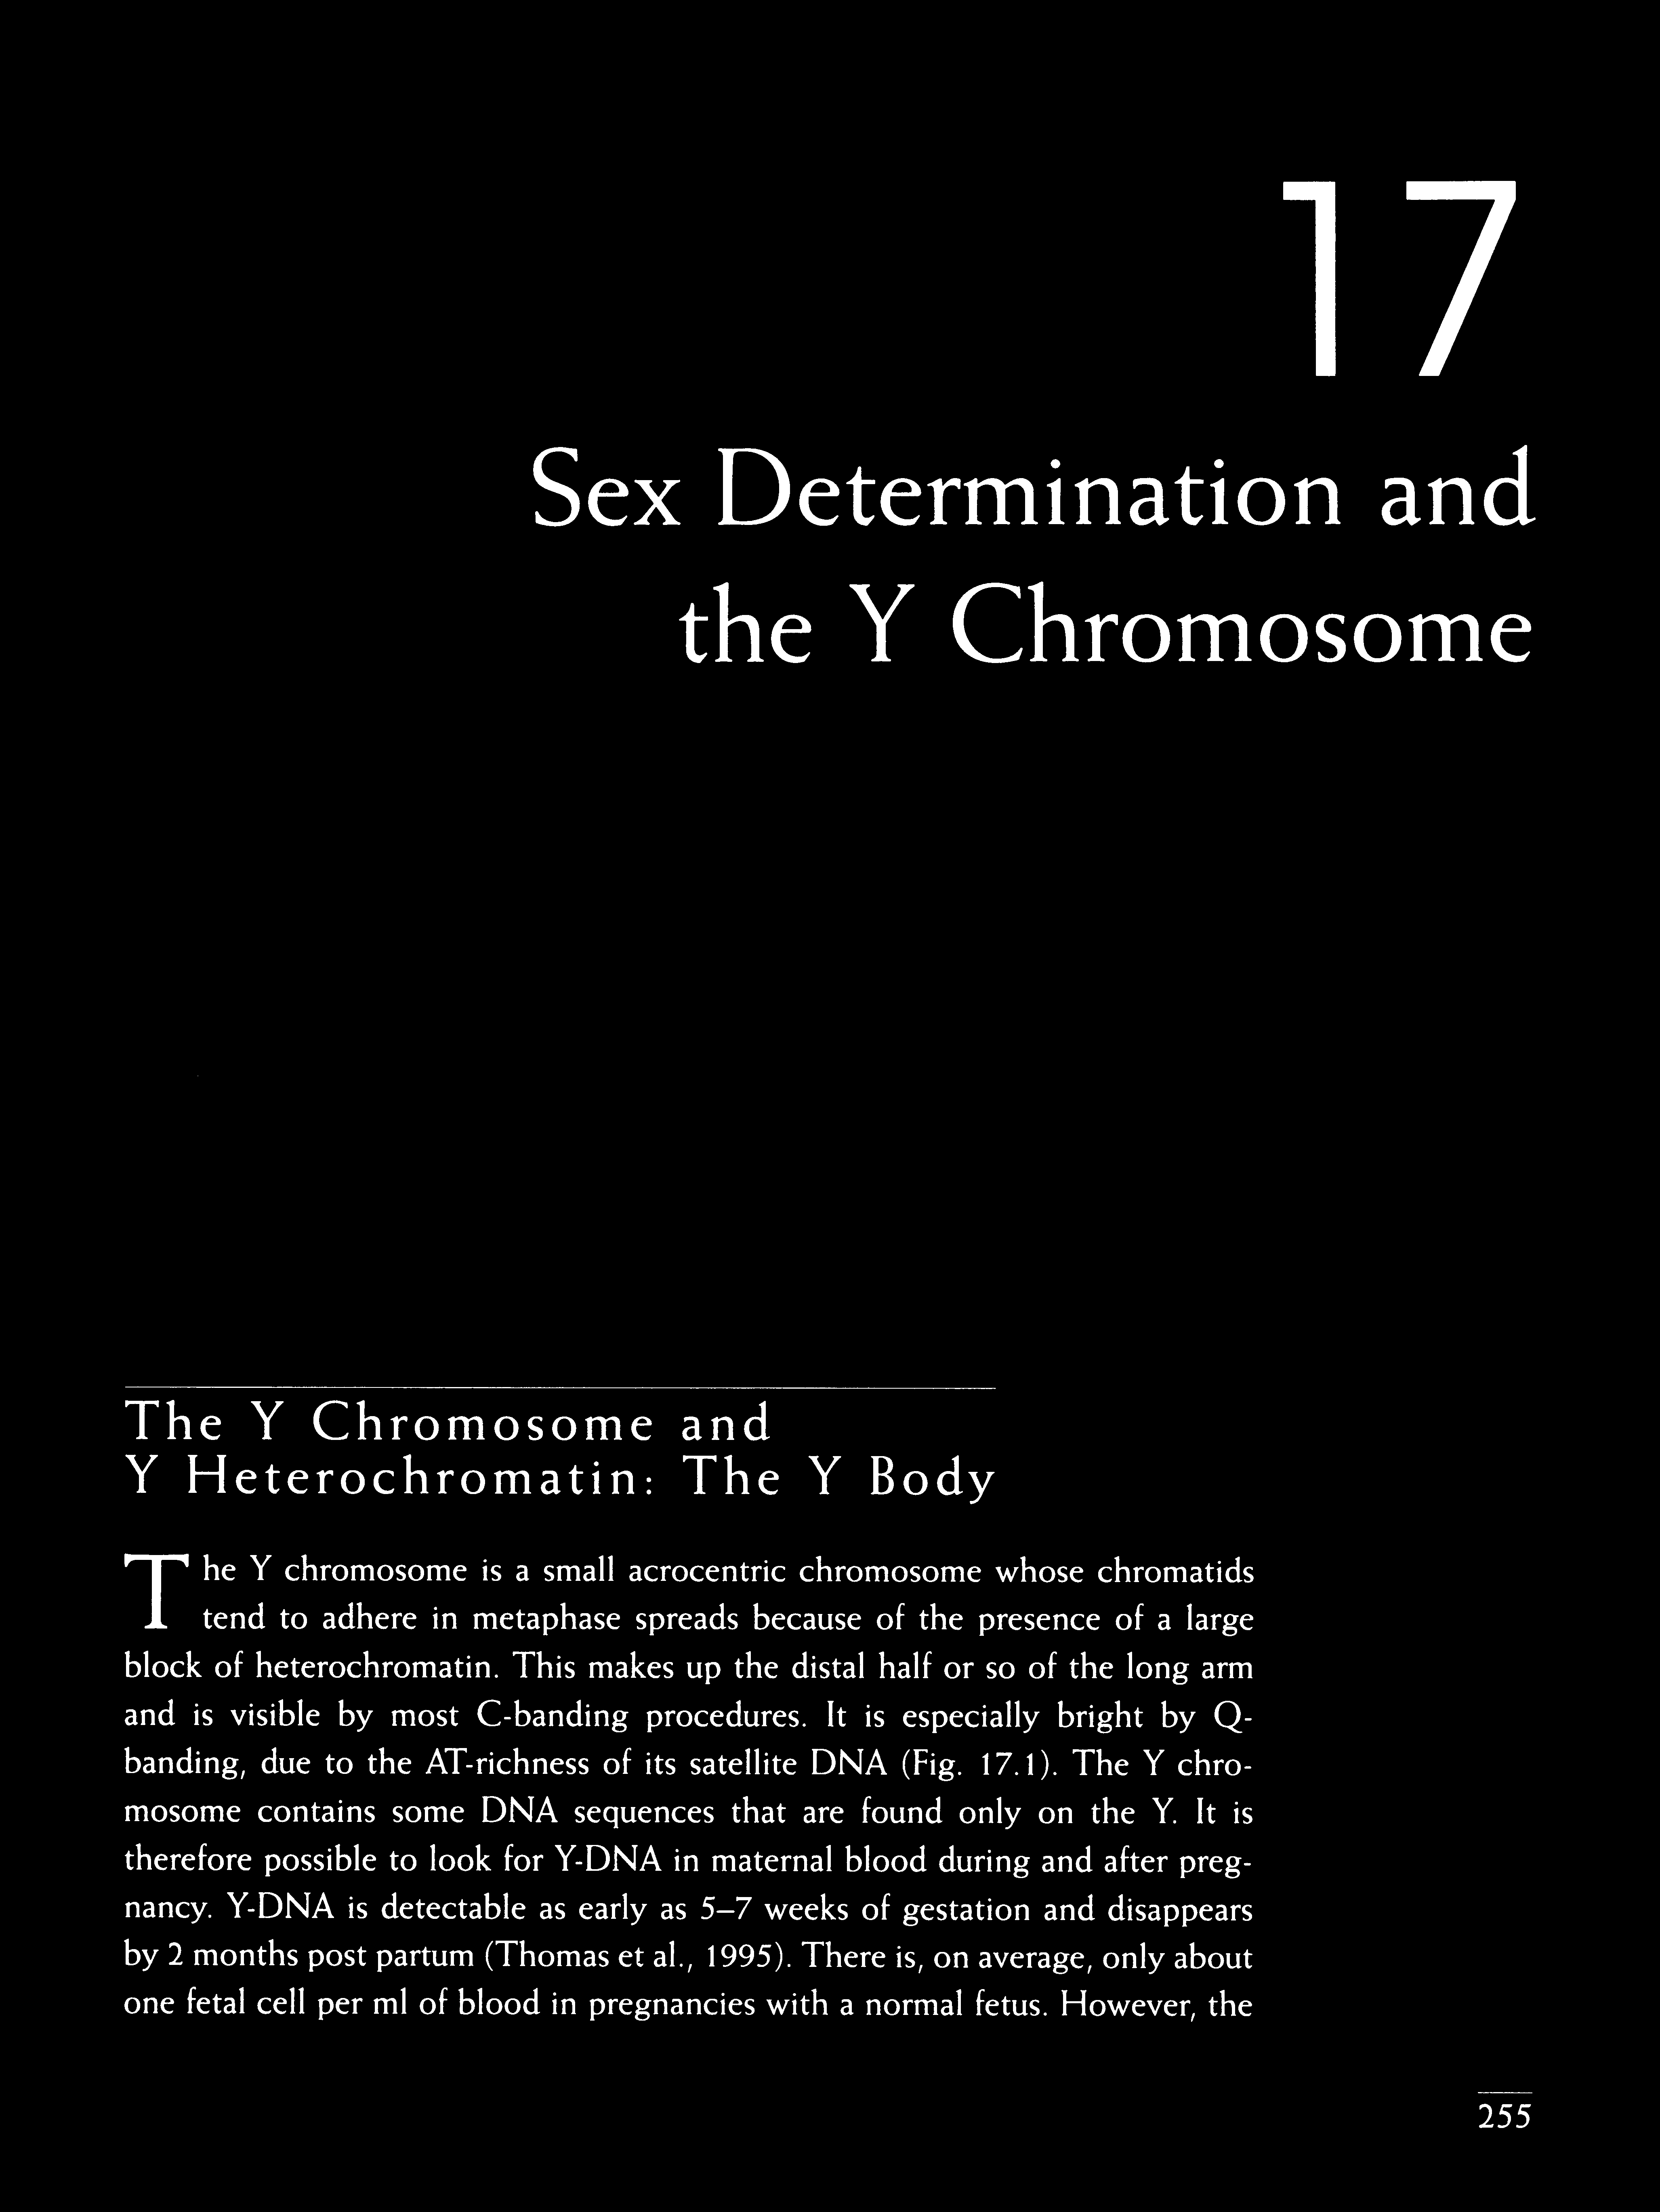 17
Sex Determination and
the Y Chromosome
The Y Chromosome and
Y Heterochromatin: The Y Body
The Y chromosome is a small acrocentric chromosome whose chromatids
tend to adhere in metaphase spreads because of the presence of a large
block of heterochromatin. This makes up the distal half or so of the long arm
and is visible by most C-banding procedures. It is especially bright by Q-
banding, due to the AT-richness of its satellite DNA (Fig. 17.1). The Y chro-
mosome contains some DNA sequences that are found only on the Y. It is
therefore possible to look for Y-DNA in maternal blood during and after preg-
nancy. Y-DNA is detectable as early as 5–7 weeks of gestation and disappears
by 2 months post partum (Thomas et al., 1995). There is, on average, only about
one fetal cell per ml of blood in pregnancies with a normal fetus. However, the
255